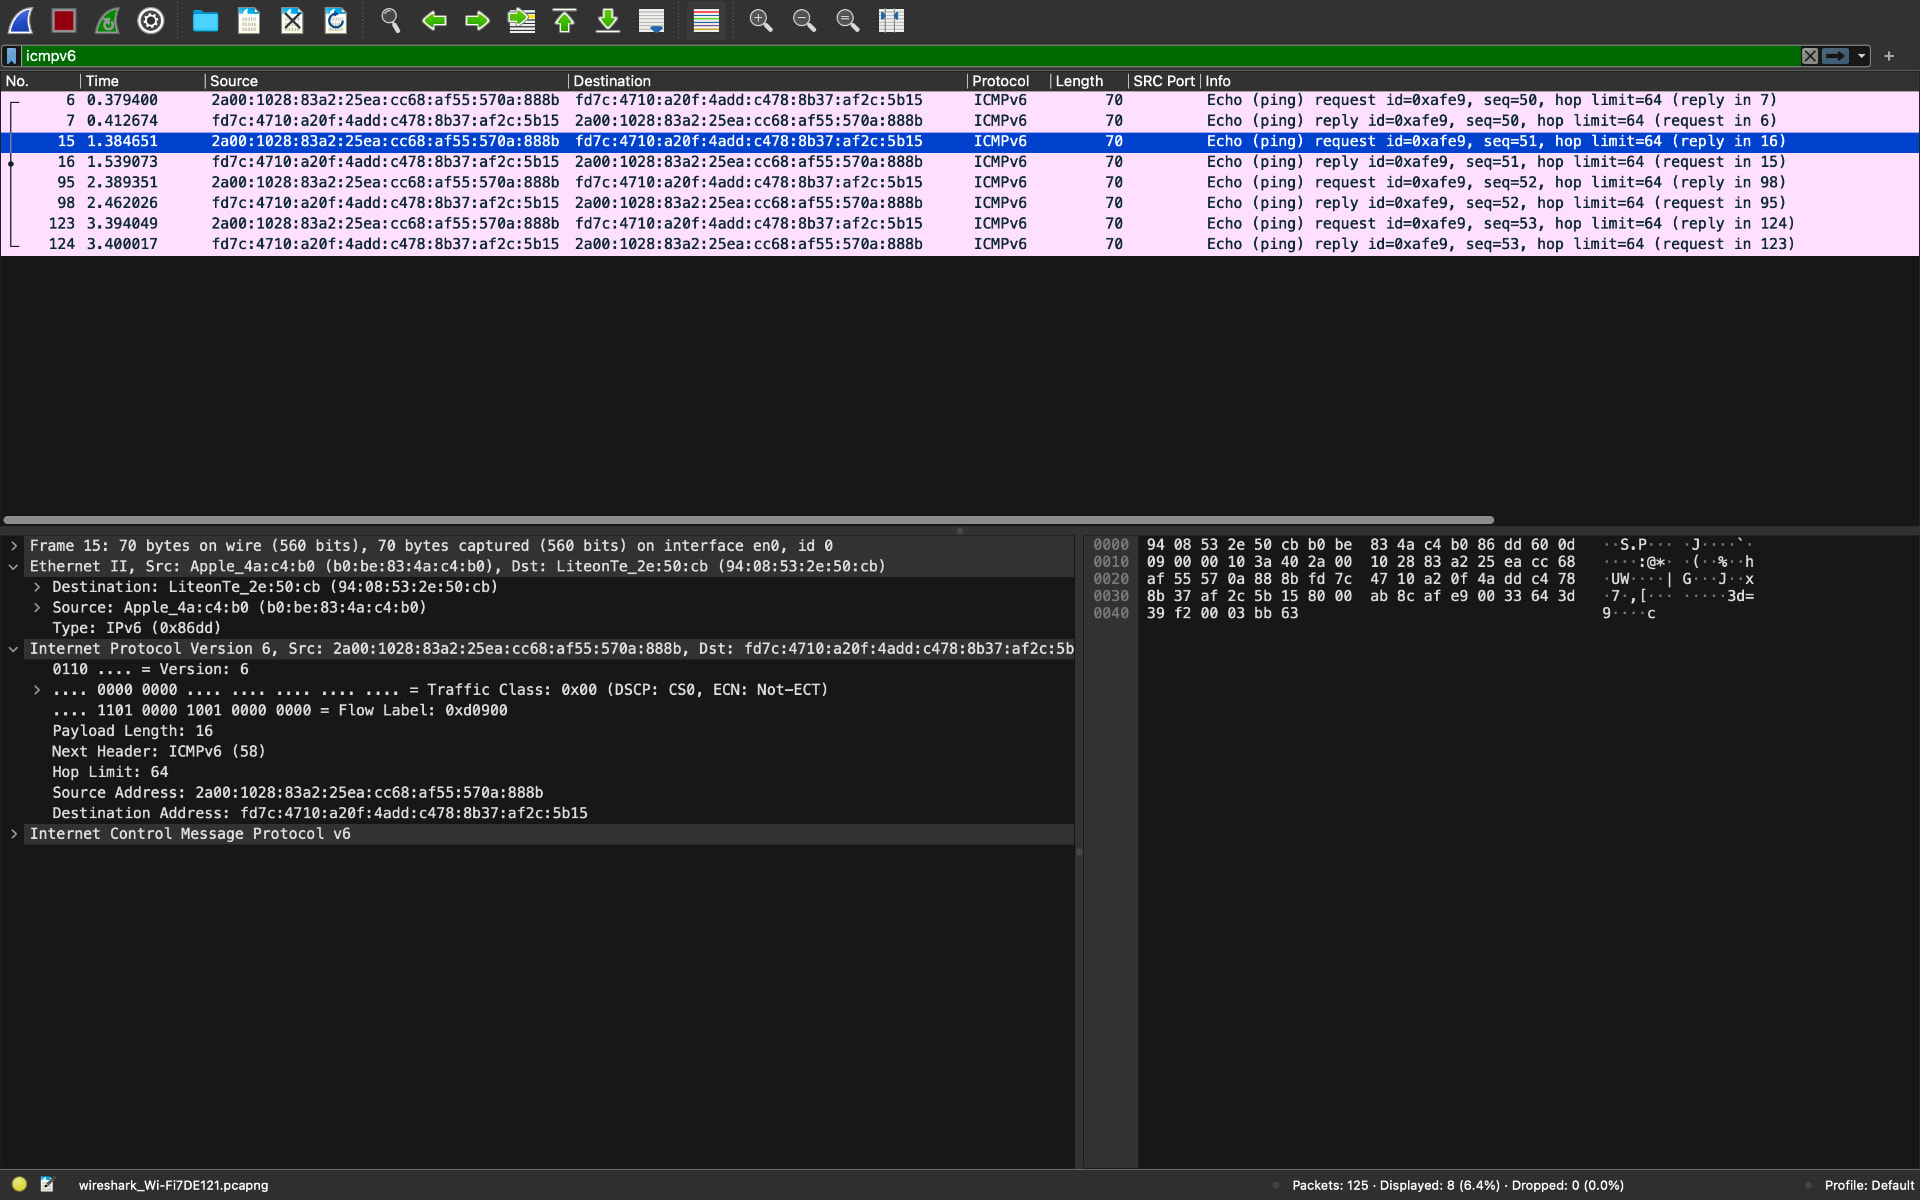 icmpv6
No. Time Source Destination Protocol Length SRC Port Info
6 0.379400 2a00:1028:83a2:25ea:cc68:af55:570a:888b fd7c:4710:a20f:4add:c478:8b37:af2c:5b15 ICMPv6 70 Echo (ping) request id=0xafe9, seq=50, hop limit=64 (reply in 7)
7 0.412674 fd7c:4710:a20f:4add:c478:8b37:af2c:5b15 2a00:1028:83a2:25ea:cc68:af55:570a:888b ICMPv6 70 Echo (ping) reply id=0xafe9, seq=50, hop limit=64 (request in 6)
15 1.384651 2a00:1028:83a2:25ea:cc68:af55:570a:888b fd7c:4710:a20f:4add:c478:8b37:af2c:5b15 ICMPv6 70 Echo (ping) request id=0xafe9, seq=51, hop limit=64 (reply in 16)
16 1.539073 fd7c:4710:a20f:4add:c478:8b37:af2c:5b15 2a00:1028:83a2:25ea:cc68:af55:570a:888b ICMPv6 70 Echo (ping) reply id=0xafe9, seq=51, hop limit=64 (request in 15)
95 2.389351 2a00:1028:83a2:25ea:cc68:af55:570a:888b fd7c:4710:a20f:4add:c478:8b37:af2c:5b15 ICMPv6 70 Echo (ping) request id=0xafe9, seq=52, hop limit=64 (reply in 98)
98 2.462026 fd7c:4710:a20f:4add:c478:8b37:af2c:5b15 2a00:1028:83a2:25ea:cc68:af55:570a:888b ICMPv6 70 Echo (ping) reply id=0xafe9, seq=52, hop limit=64 (request in 95)
123 3.394049 2a00:1028:83a2:25ea:cc68:af55:570a:888b fd7c:4710:a20f:4add:c478:8b37:af2c:5b15 ICMPv6 70 Echo (ping) request id=0xafe9, seq=53, hop limit=64 (reply in 124)
124 3.400017 fd7c:4710:a20f:4add:c478:8b37:af2c:5b15 2a00:1028:83a2:25ea:cc68:af55:570a:888b ICMPv6 70 Echo (ping) reply id=0xafe9, seq=53, hop limit=64 (request in 123)
Frame 15: 70 bytes on wire (560 bits), 70 bytes captured (560 bits) on interface en0, id 0
Ethernet II, Src: Apple_4a:c4:b0 (b0:be:83:4a:c4:b0), Dst: LiteonTe_2e:50:cb (94:08:53:2e:50:cb)
Destination: LiteonTe_2e:50:cb (94:08:53:2e:50:cb)
Source: Apple_4a:c4:b0 (b0:be:83:4a:c4:b0)
Type: IPv6 (0x86dd)
Internet Protocol Version 6, Src: 2a00:1028:83a2:25ea:cc68:af55:570a:888b, Dst: fd7c:4710:a20f:4add:c478:8b37:af2c:5b
0110 .... = Version: 6
.... 0000 0000 .... .... .... .... .... = Traffic Class: 0x00 (DSCP: CS0, ECN: Not-ECT)
.... 1101 0000 1001 0000 0000 = Flow Label: 0xd0900
Payload Length: 16
Next Header: ICMPv6 (58)
Hop Limit: 64
Source Address: 2a00:1028:83a2:25ea:cc68:af55:570a:888b
Destination Address: fd7c:4710:a20f:4add:c478:8b37:af2c:5b15
Internet Control Message Protocol v6
0000 94 08 53 2e 50 cb b0 be 83 4a c4 b0 86 dd 60 0d ··S.P··· ·J····`·
0010 09 00 00 10 3a 40 2a 00 10 28 83 a2 25 ea cc 68 ····:@*· ·(··%··h
0020 af 55 57 0a 88 8b fd 7c 47 10 a2 0f 4a dd c4 78 ·UW····| G···J··x
0030 8b 37 af 2c 5b 15 80 00 ab 8c af e9 00 33 64 3d ·7·,[··· ·····3d=
0040 39 f2 00 03 bb 63 9····c
wireshark_Wi-Fi7DE121.pcapng Packets: 125 · Displayed: 8 (6.4%) · Dropped: 0 (0.0%) Profile: Default